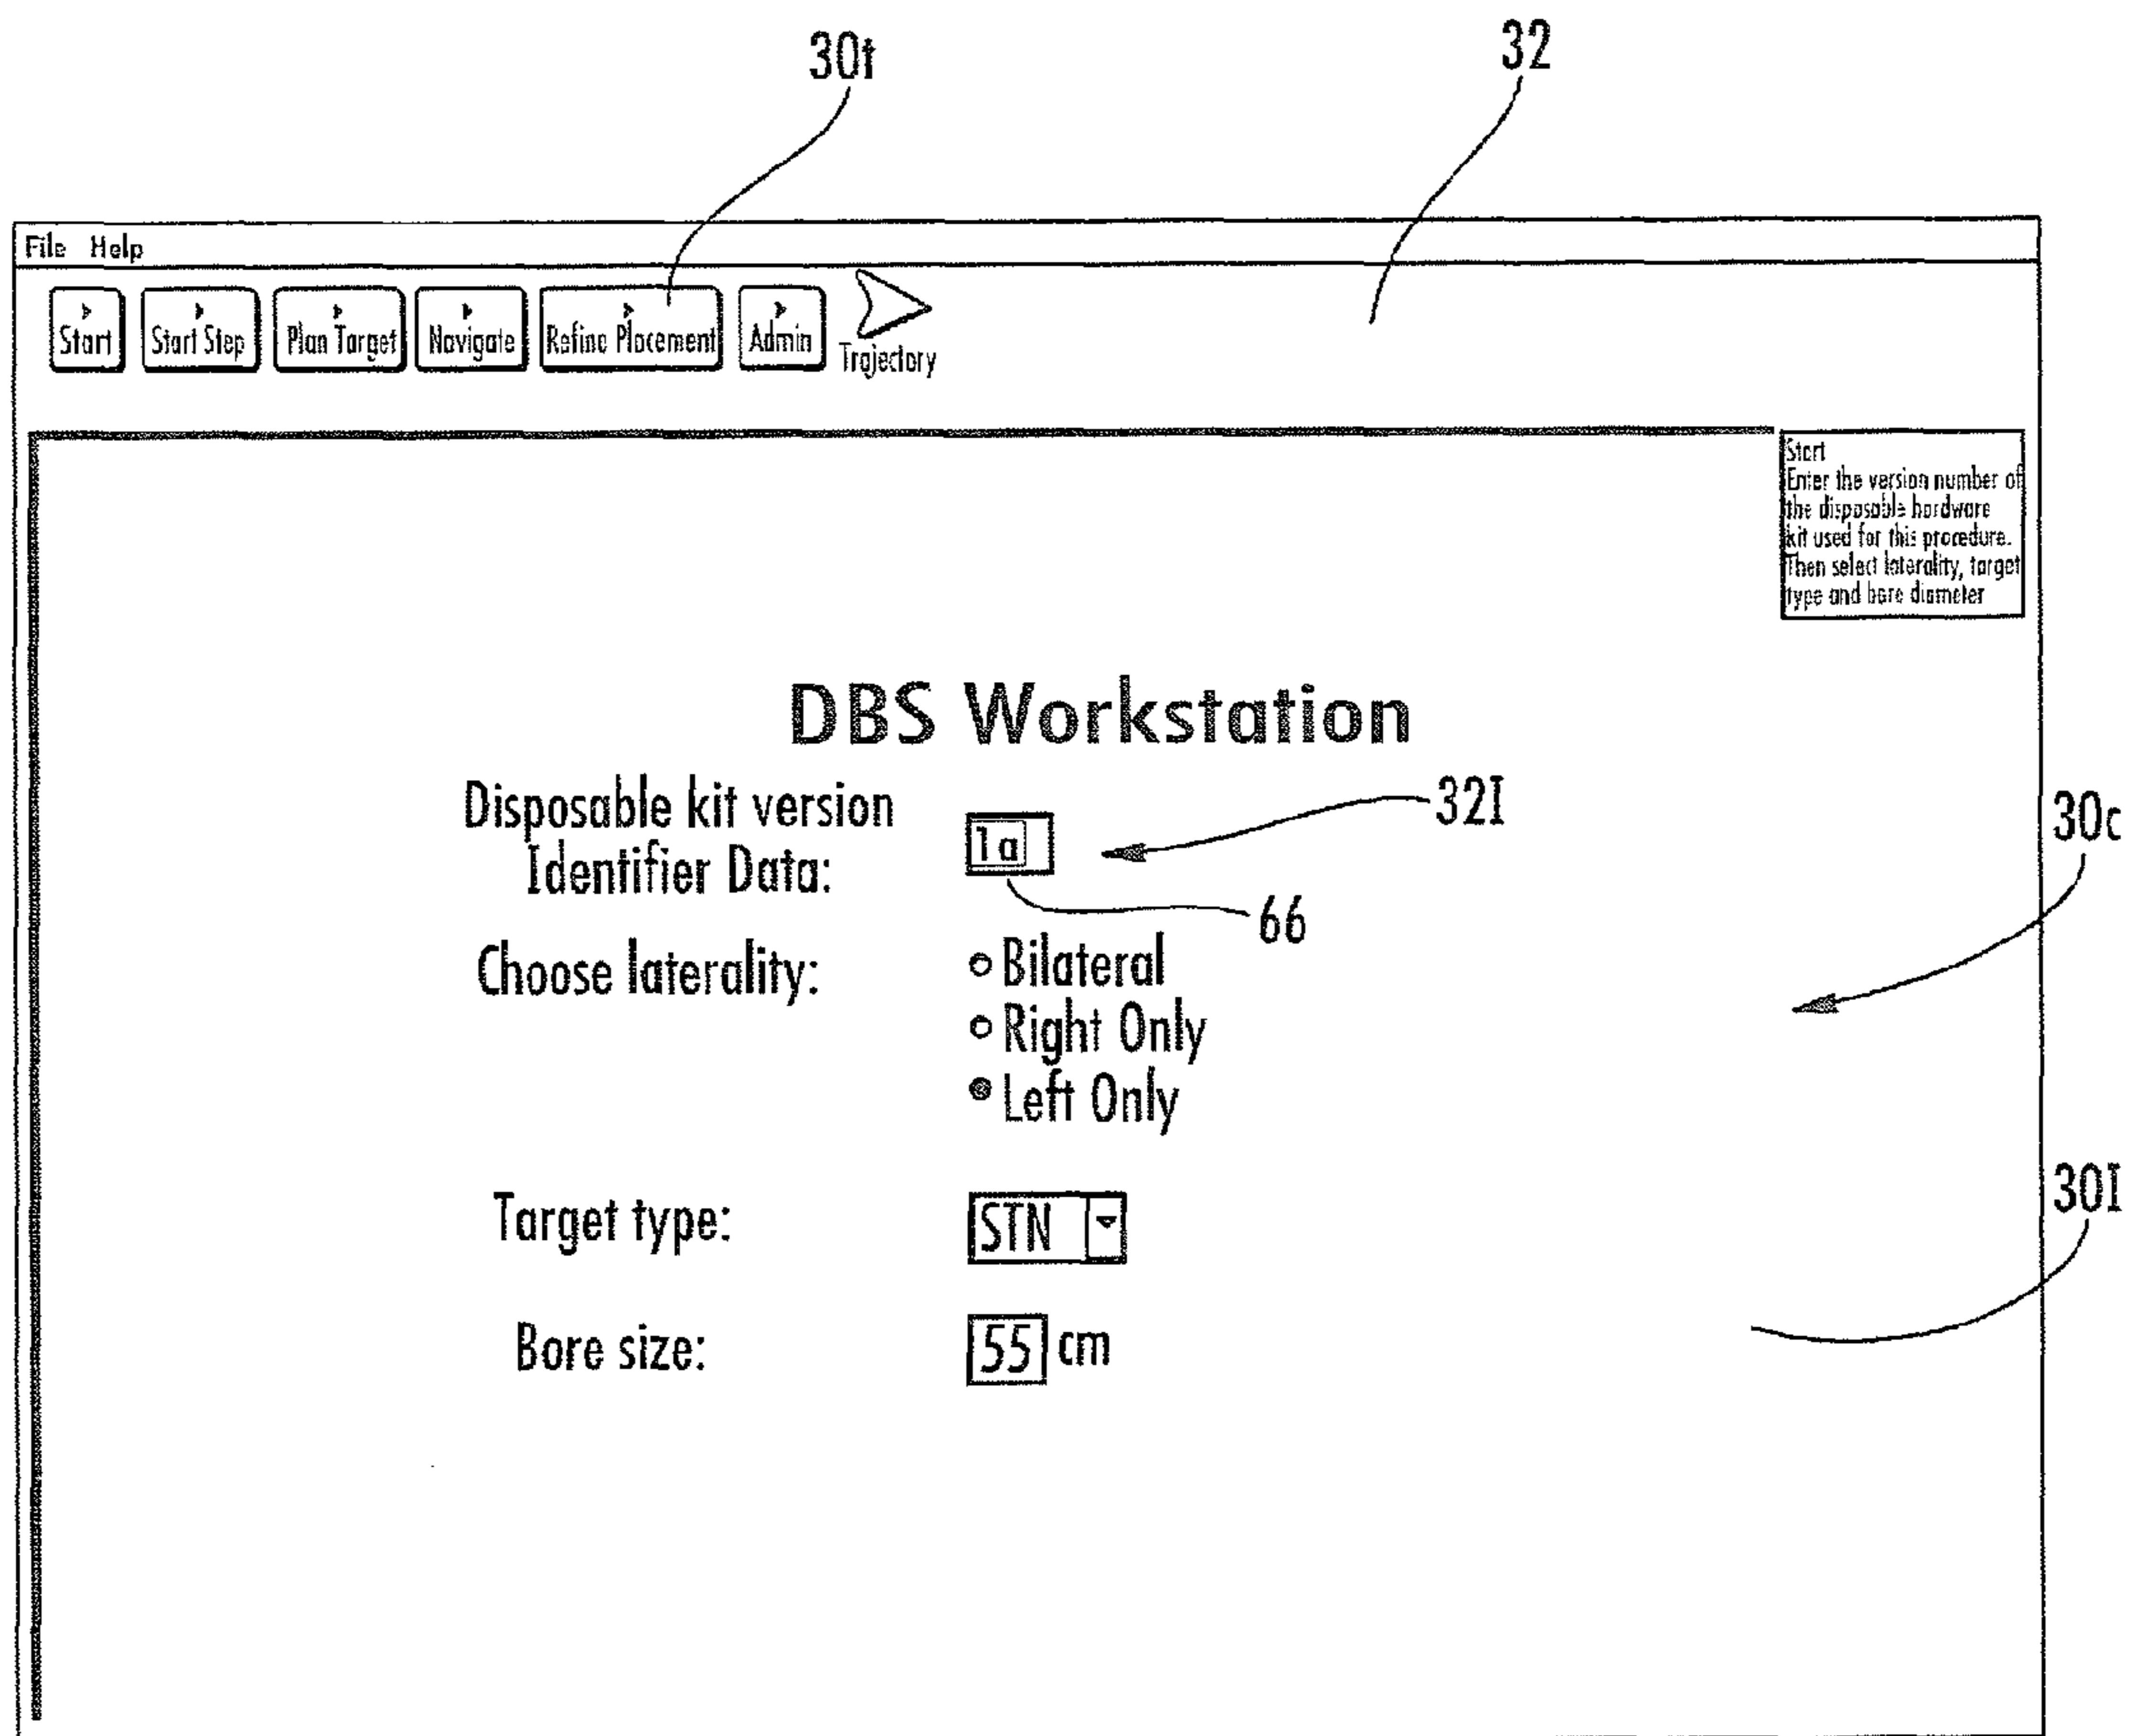 30t
32
File Help
Start
Start Step
Plan Target
Navigate
Refine Placement
Admin
Trajectory
Start
Enter the version number of
the disposable hardware
kit used for this procedure.
Then select laterality, target
type and bore diameter
DBS Workstation
Disposable kit version
Identifier Data:
1a
32I
66
30c
Choose laterality:
Bilateral
Right Only
Left Only
30I
Target type:
STN
Bore size:
55 cm